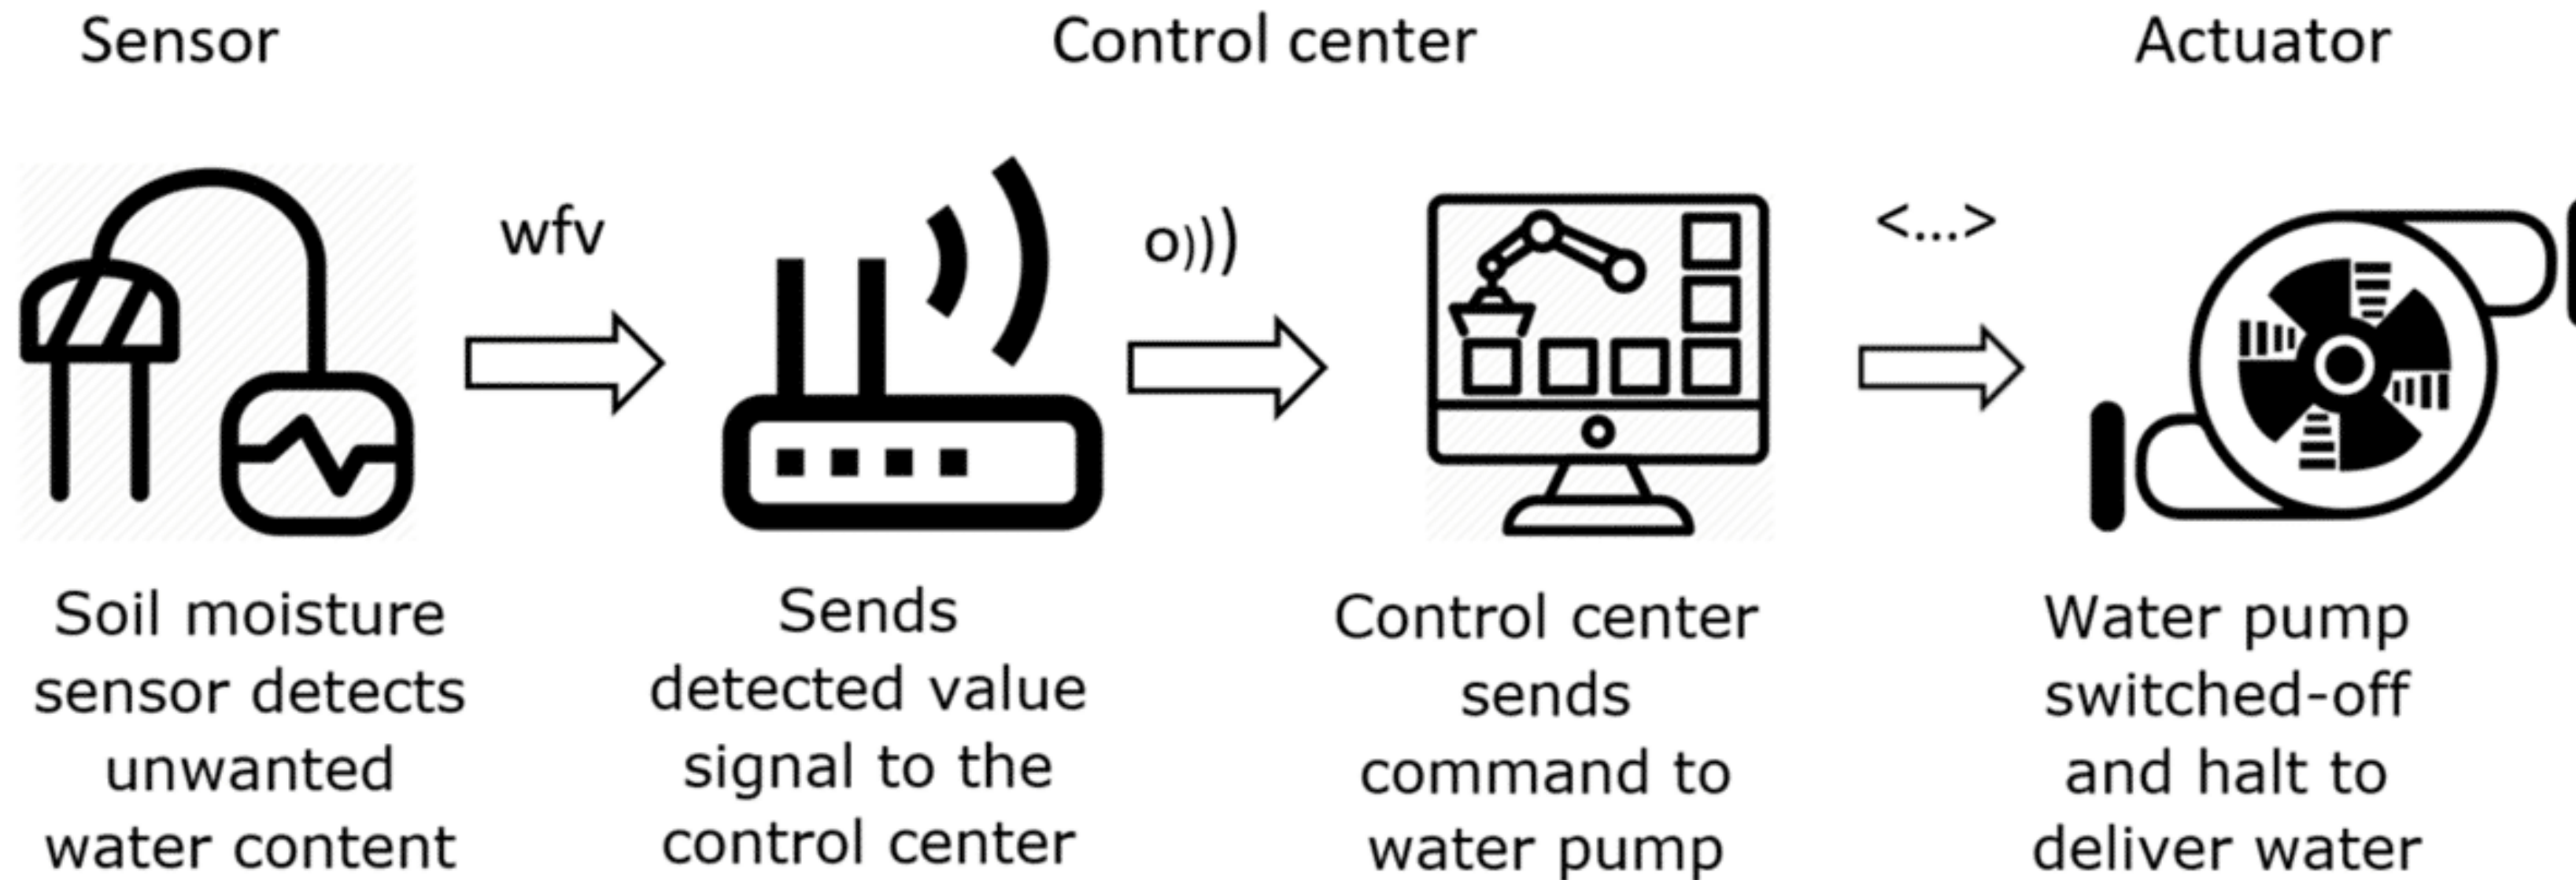 Sensor
Control center
Actuator
wfv
o)))
<...>
Soil moisture
sensor detects
unwanted
water content
Sends
detected value
signal to the
control center
Control center
sends
command to
water pump
Water pump
switched-off
and halt to
deliver water